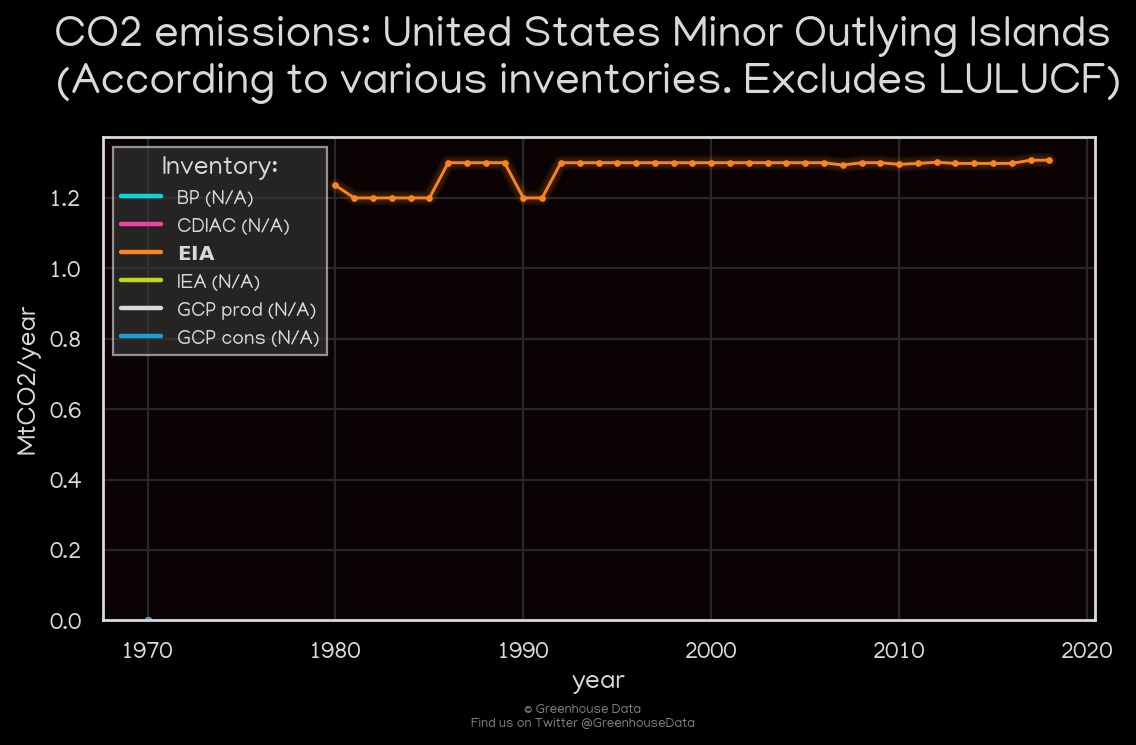 CO2 emissions: United States Minor Outlying Islands
(According to various inventories. Excludes LULUCF)
Inventory:
BP (N/A)
CDIAC (N/A)
EIA
IEA (N/A)
GCP prod (N/A)
GCP cons (N/A)
MtCO2/year
1.2
1.0
0.8
0.6
0.4
0.2
0.0
1970 1980 1990 2000 2010 2020
year
© Greenhouse Data
Find us on Twitter @GreenhouseData